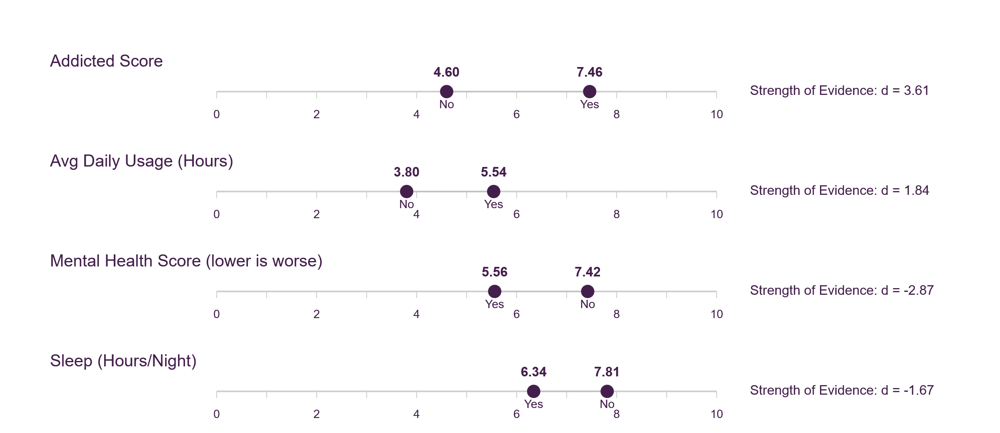 Addicted Score
4.60 7.46
Strength of Evidence: d = 3.61
No Yes
0 2 4 6 8 10
Avg Daily Usage (Hours)
3.80 5.54
Strength of Evidence: d = 1.84
No Yes
0 2 4 6 8 10
Mental Health Score (lower is worse)
5.56 7.42
Strength of Evidence: d = -2.87
Yes No
0 2 4 6 8 10
Sleep (Hours/Night)
6.34 7.81
Strength of Evidence: d = -1.67
Yes No
0 2 4 6 8 10